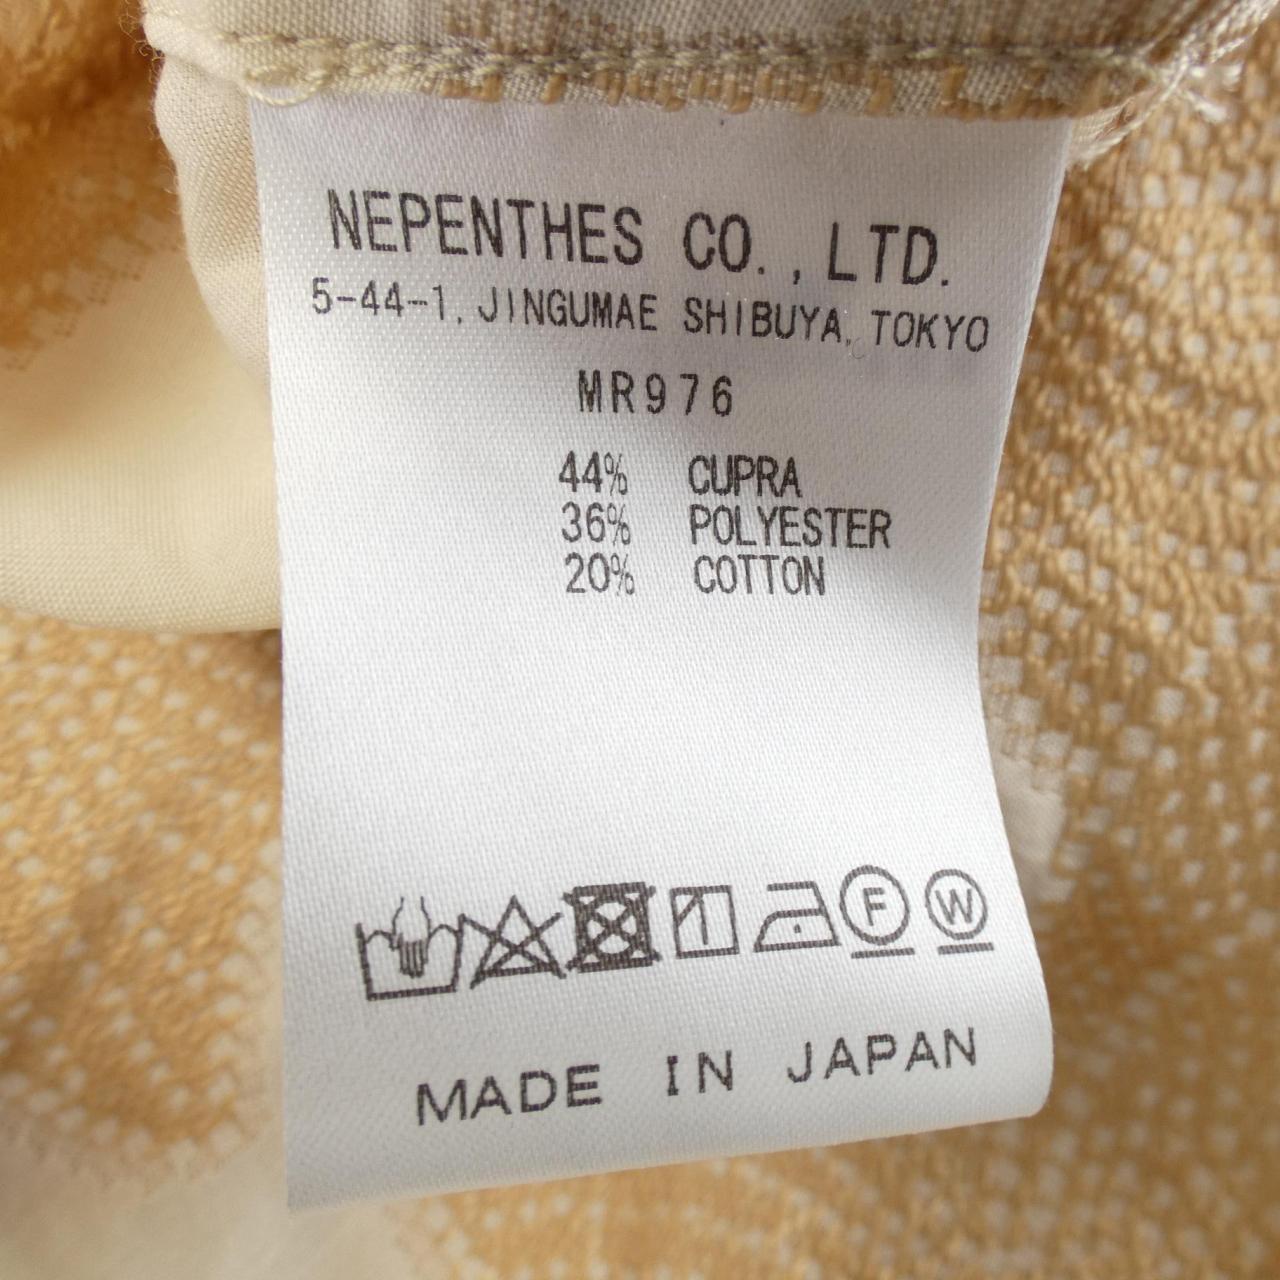 NEPENTHES CO., LTD.
5-44-1, JINGUMAE SHIBUYA, TOKYO
MR976
44% CUPRA
36% POLYESTER
20% COTTON
F W
MADE IN JAPAN